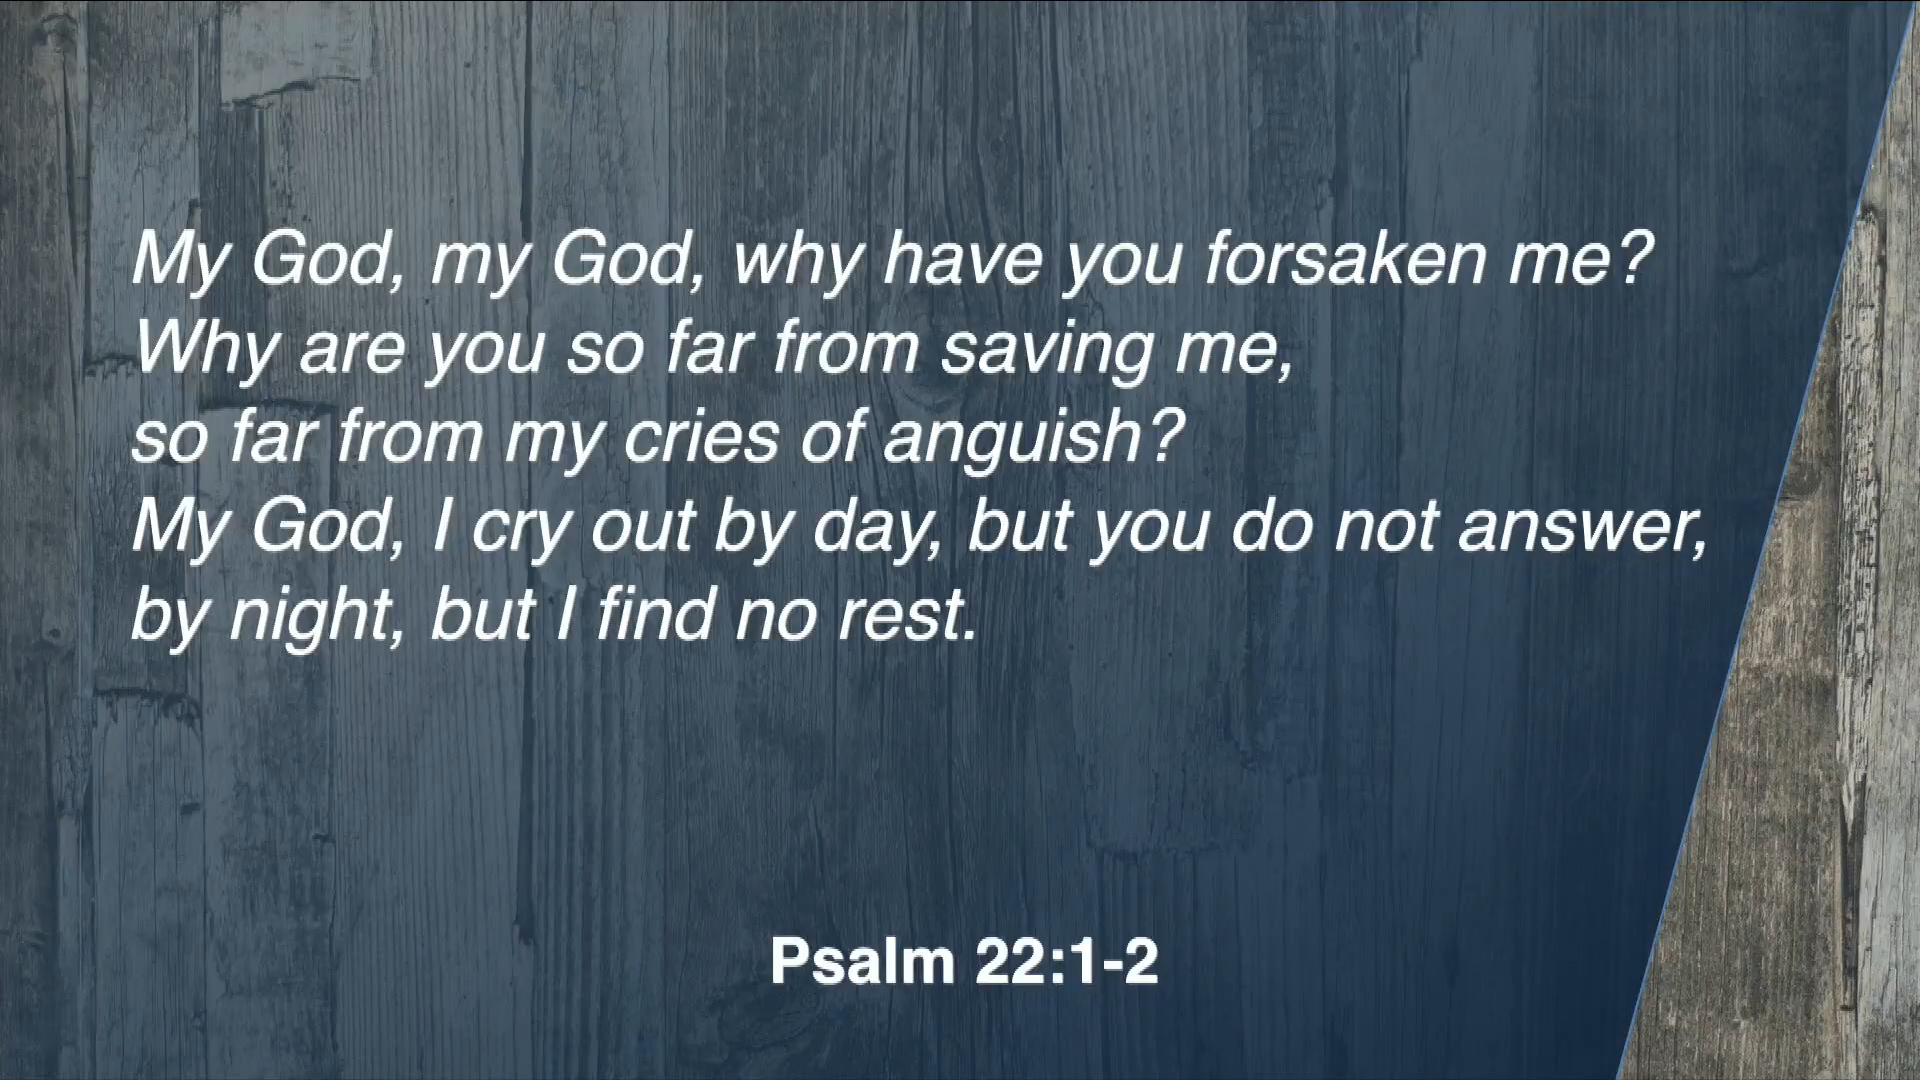 My God, my God, why have you forsaken me?
Why are you so far from saving me,
so far from my cries of anguish?
My God, I cry out by day, but you do not answer,
by night, but I find no rest.
Psalm 22:1-2